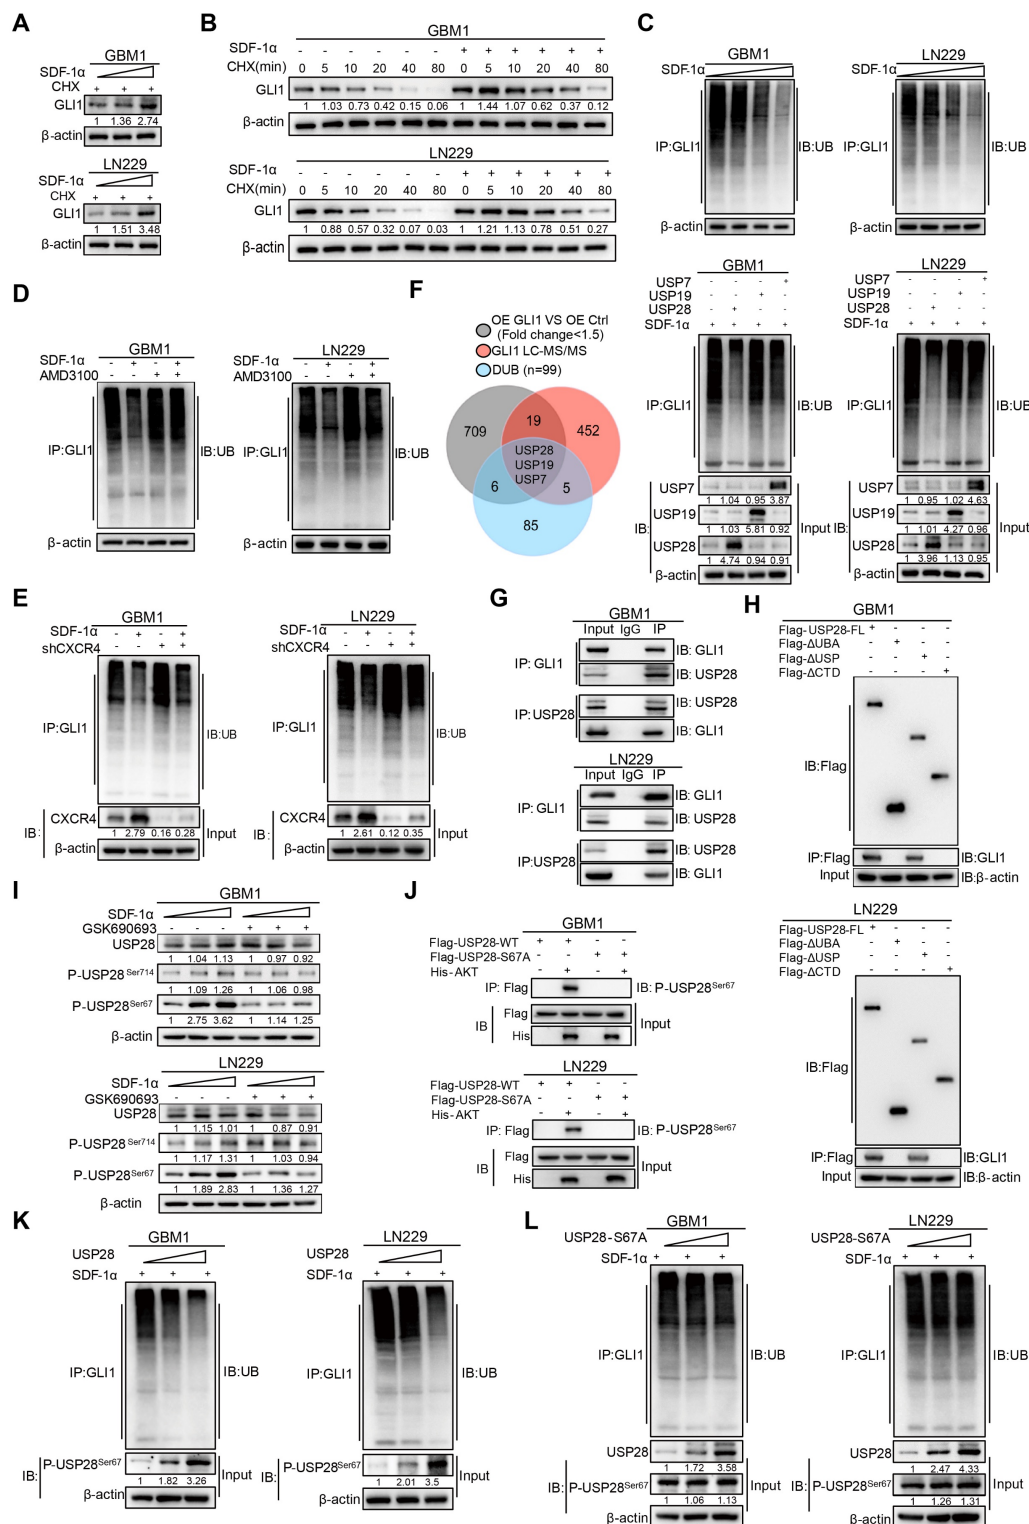 A
GBM1
SDF-1α
CHX + + +
GLI1
1 1.36 2.74
β-actin
LN229
SDF-1α
CHX
+ + +
GLI1
1 1.51 3.48
β-actin
B
GBM1
SDF-1α - - - - - - + + + + + +
CHX(min) 0 5 10 20 40 80 0 5 10 20 40 80
GLI1
1 1.03 0.73 0.42 0.15 0.06 1 1.44 1.07 0.62 0.37 0.12
β-actin
LN229
SDF-1α - - - - - - + + + + + +
CHX(min) 0 5 10 20 40 80 0 5 10 20 40 80
GLI1
1 0.88 0.57 0.32 0.07 0.03 1 1.21 1.13 0.78 0.51 0.27
β-actin
C
GBM1
SDF-1α
IP:GLI1
IB:UB
β-actin
LN229
SDF-1α
IP:GLI1
IB:UB
β-actin
GBM1
USP7 - - - +
USP19 - - + -
USP28 - + - -
SDF-1α + + + +
IP:GLI1
IB:UB
USP7
1 1.04 0.95 3.87
USP19
1 1.03 5.81 0.92
IB:
Input
USP28
1 4.74 0.94 0.91
β-actin
LN229
USP7 - - - +
USP19 - - + -
USP28 - + - -
SDF-1α + + + +
IP:GLI1
IB:UB
USP7
1 0.95 1.02 4.63
USP19
1 1.01 4.27 0.96
IB:
Input
USP28
1 3.96 1.13 0.95
β-actin
D
GBM1
SDF-1α - + - +
AMD3100 - - + +
IP:GLI1
IB:UB
β-actin
LN229
SDF-1α - + - +
AMD3100 - - + +
IP:GLI1
IB:UB
β-actin
F
OE GLI1 VS OE Ctrl
(Fold change<1.5)
GLI1 LC-MS/MS
DUB (n=99)
709
19
452
USP28
USP19
USP7
6
5
85
E
GBM1
SDF-1α - + - +
shCXCR4 - - + +
IP:GLI1
IB:UB
CXCR4
1 2.79 0.16 0.28
IB:
Input
β-actin
LN229
SDF-1α - + - +
shCXCR4 - - + +
IP:GLI1
IB:UB
CXCR4
1 2.61 0.12 0.35
IB:
Input
β-actin
G
GBM1
Input IgG IP
IP:GLI1
IB:GLI1
IB:USP28
IP:USP28
IB:USP28
IB:GLI1
LN229
Input IgG IP
IP:GLI1
IB:GLI1
IB:USP28
IP:USP28
IB:USP28
IB:GLI1
H
GBM1
Flag-USP28-FL +
Flag-ΔUBA +
Flag-ΔUSP +
Flag-ΔCTD +
IB:Flag
IP:Flag
IB:GLI1
Input
IB:β-actin
LN229
Flag-USP28-FL +
Flag-ΔUBA +
Flag-ΔUSP +
Flag-ΔCTD +
IB:Flag
IP:Flag
IB:GLI1
Input
IB:β-actin
I
GBM1
SDF-1α
GSK690693 - - - + + +
USP28
1 1.04 1.13 1 0.97 0.92
P-USP28Ser714
1 1.09 1.26 1 1.06 0.98
P-USP28Ser67
1 2.75 3.62 1 1.14 1.25
β-actin
LN229
SDF-1α
GSK690693 - - - + + +
USP28
1 1.15 1.01 1 0.87 0.91
P-USP28Ser714
1 1.17 1.31 1 1.03 0.94
P-USP28Ser67
1 1.89 2.83 1 1.36 1.27
β-actin
J
GBM1
Flag-USP28-WT + + - -
Flag-USP28-S67A - - + +
His-AKT - + - +
IP: Flag
IB: P-USP28Ser67
Flag
IB
Input
His
LN229
Flag-USP28-WT + + - -
Flag-USP28-S67A - - + +
His-AKT - + - +
IP: Flag
IB: P-USP28Ser67
Flag
IB
Input
His
K
GBM1
USP28
SDF-1α + + +
IP:GLI1
IB:UB
P-USP28Ser67
1 1.82 3.26
IB:
Input
β-actin
LN229
USP28
SDF-1α + + +
IP:GLI1
IB:UB
P-USP28Ser67
1 2.01 3.5
IB:
Input
β-actin
L
GBM1
USP28-S67A
SDF-1α + + +
IP:GLI1
IB:UB
USP28
1 1.72 3.58
IB: P-USP28Ser67
Input
1 1.06 1.13
β-actin
LN229
USP28-S67A
SDF-1α + + +
IP:GLI1
IB:UB
USP28
1 2.47 4.33
IB: P-USP28Ser67
Input
1 1.26 1.31
β-actin